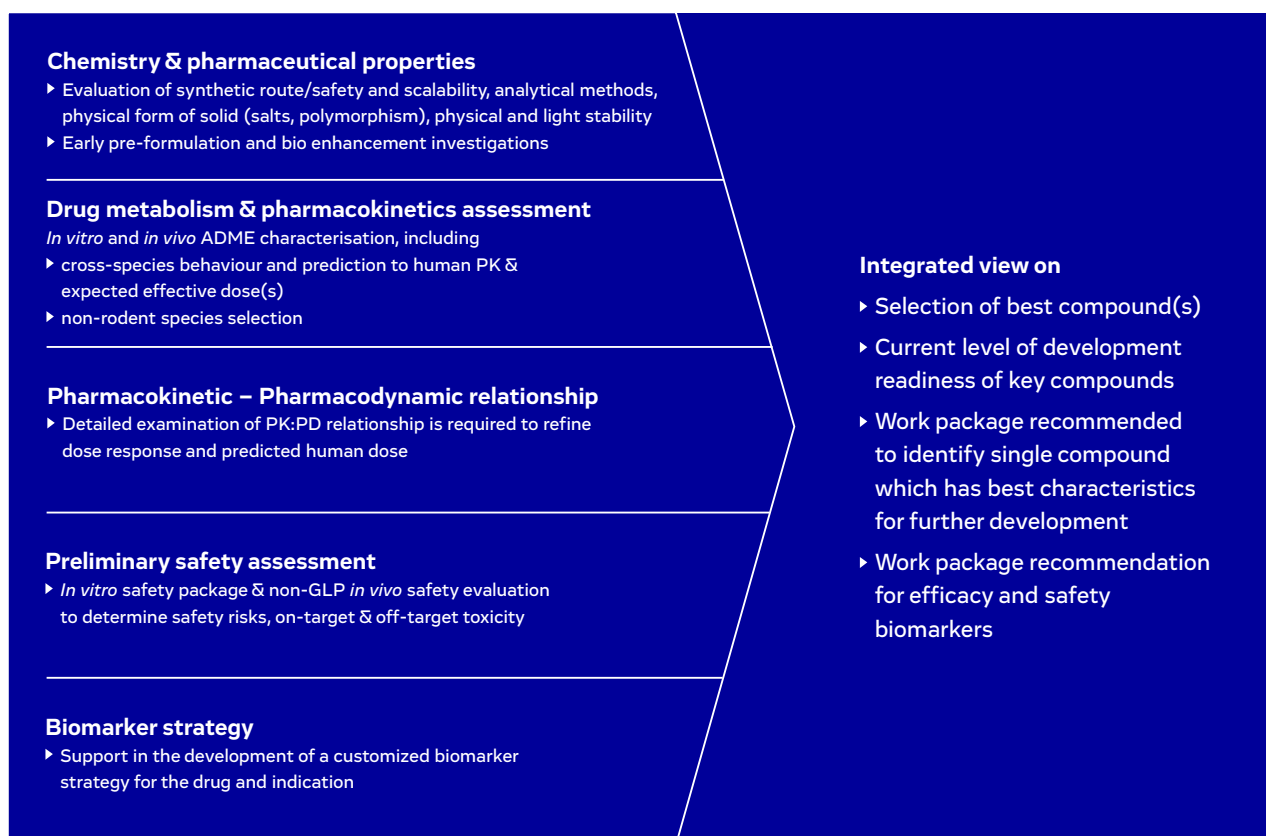 Chemistry & pharmaceutical properties
‣ Evaluation of synthetic route/safety and scalability, analytical methods,
physical form of solid (salts, polymorphism), physical and light stability
‣ Early pre-formulation and bio enhancement investigations
Drug metabolism & pharmacokinetics assessment
In vitro and in vivo ADME characterisation, including
‣ cross-species behaviour and prediction to human PK &
expected effective dose(s)
‣ non-rodent species selection
Pharmacokinetic – Pharmacodynamic relationship
‣ Detailed examination of PK:PD relationship is required to refine
dose response and predicted human dose
Preliminary safety assessment
‣ In vitro safety package & non-GLP in vivo safety evaluation
to determine safety risks, on-target & off-target toxicity
Biomarker strategy
‣ Support in the development of a customized biomarker
strategy for the drug and indication
Integrated view on
‣ Selection of best compound(s)
‣ Current level of development
readiness of key compounds
‣ Work package recommended
to identify single compound
which has best characteristics
for further development
‣ Work package recommendation
for efficacy and safety
biomarkers